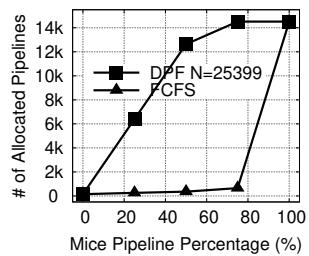 # of Allocated Pipelines
14k
12k
10k
8k
6k
4k
2k
0
DPF N=25399
FCFS
0 20 40 60 80 100
Mice Pipeline Percentage (%)